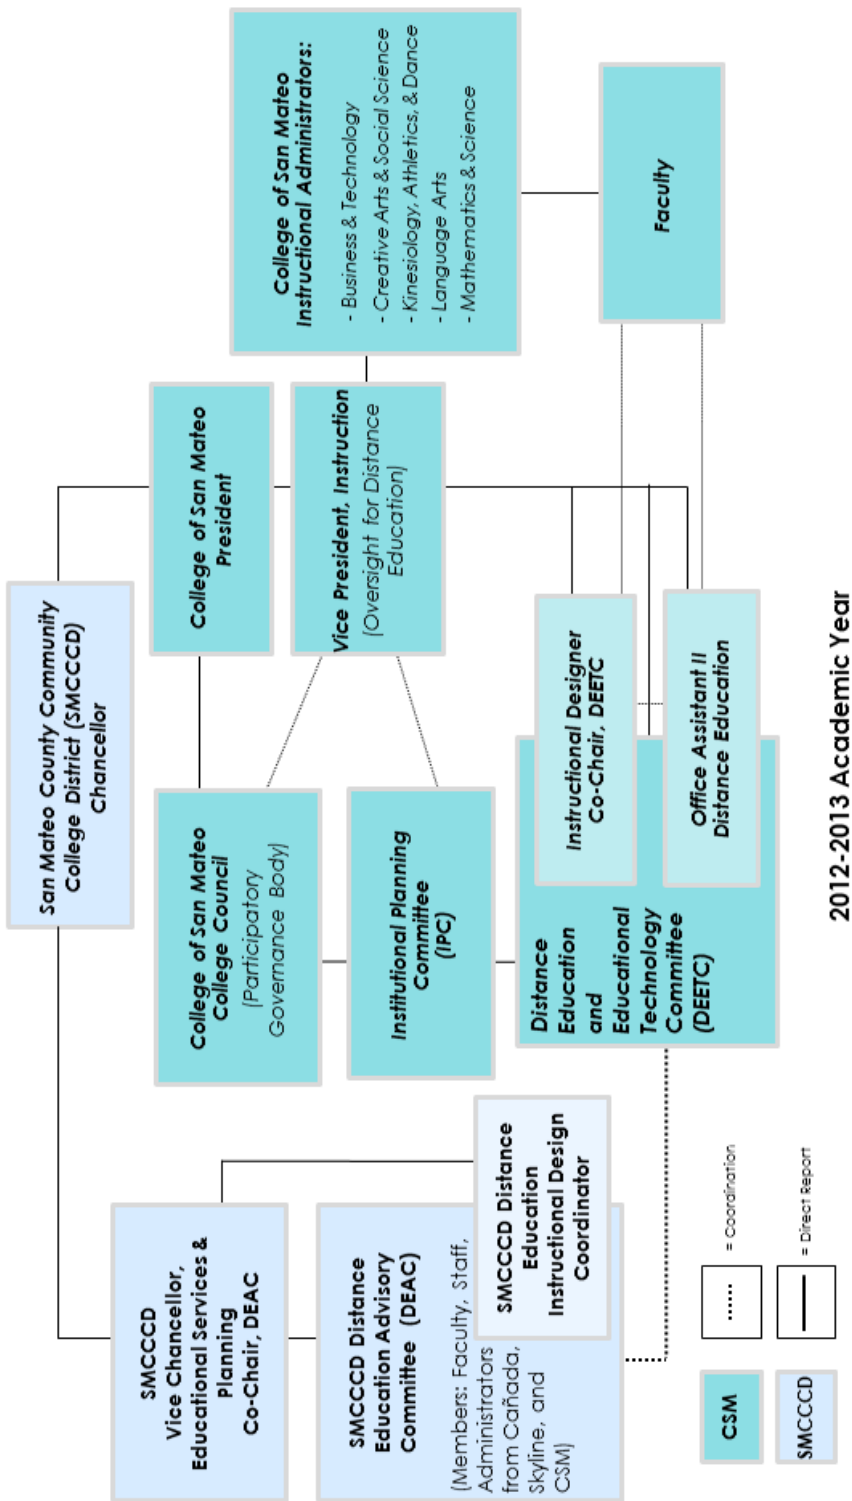 San Mateo County Community
College District (SMCCCD)
Chancellor
SMCCCD
Vice Chancellor,
Educational Services &
Planning
Co-Chair, DEAC
College of San Mateo
College Council
(Participatory
Governance Body)
College of San Mateo
President
College of San Mateo
Instructional Administrators:
- Business & Technology
- Creative Arts & Social Science
- Kinesiology, Athletics, & Dance
- Language Arts
- Mathematics & Science
SMCCCD Distance
Education Advisory
Committee (DEAC)
(Members: Faculty, Staff,
Administrators
from Cañada,
Skyline, and
CSM)
Institutional Planning
Committee
(IPC)
Vice President, Instruction
(Oversight for Distance
Education)
SMCCCD Distance
Education
Instructional Design
Coordinator
Distance
Education
and
Educational
Technology
Committee
(DEETC)
Instructional Designer
Co-Chair, DEETC
Office Assistant II
Distance Education
Faculty
CSM
= Coordination
SMCCCD
= Direct Report
2012-2013 Academic Year